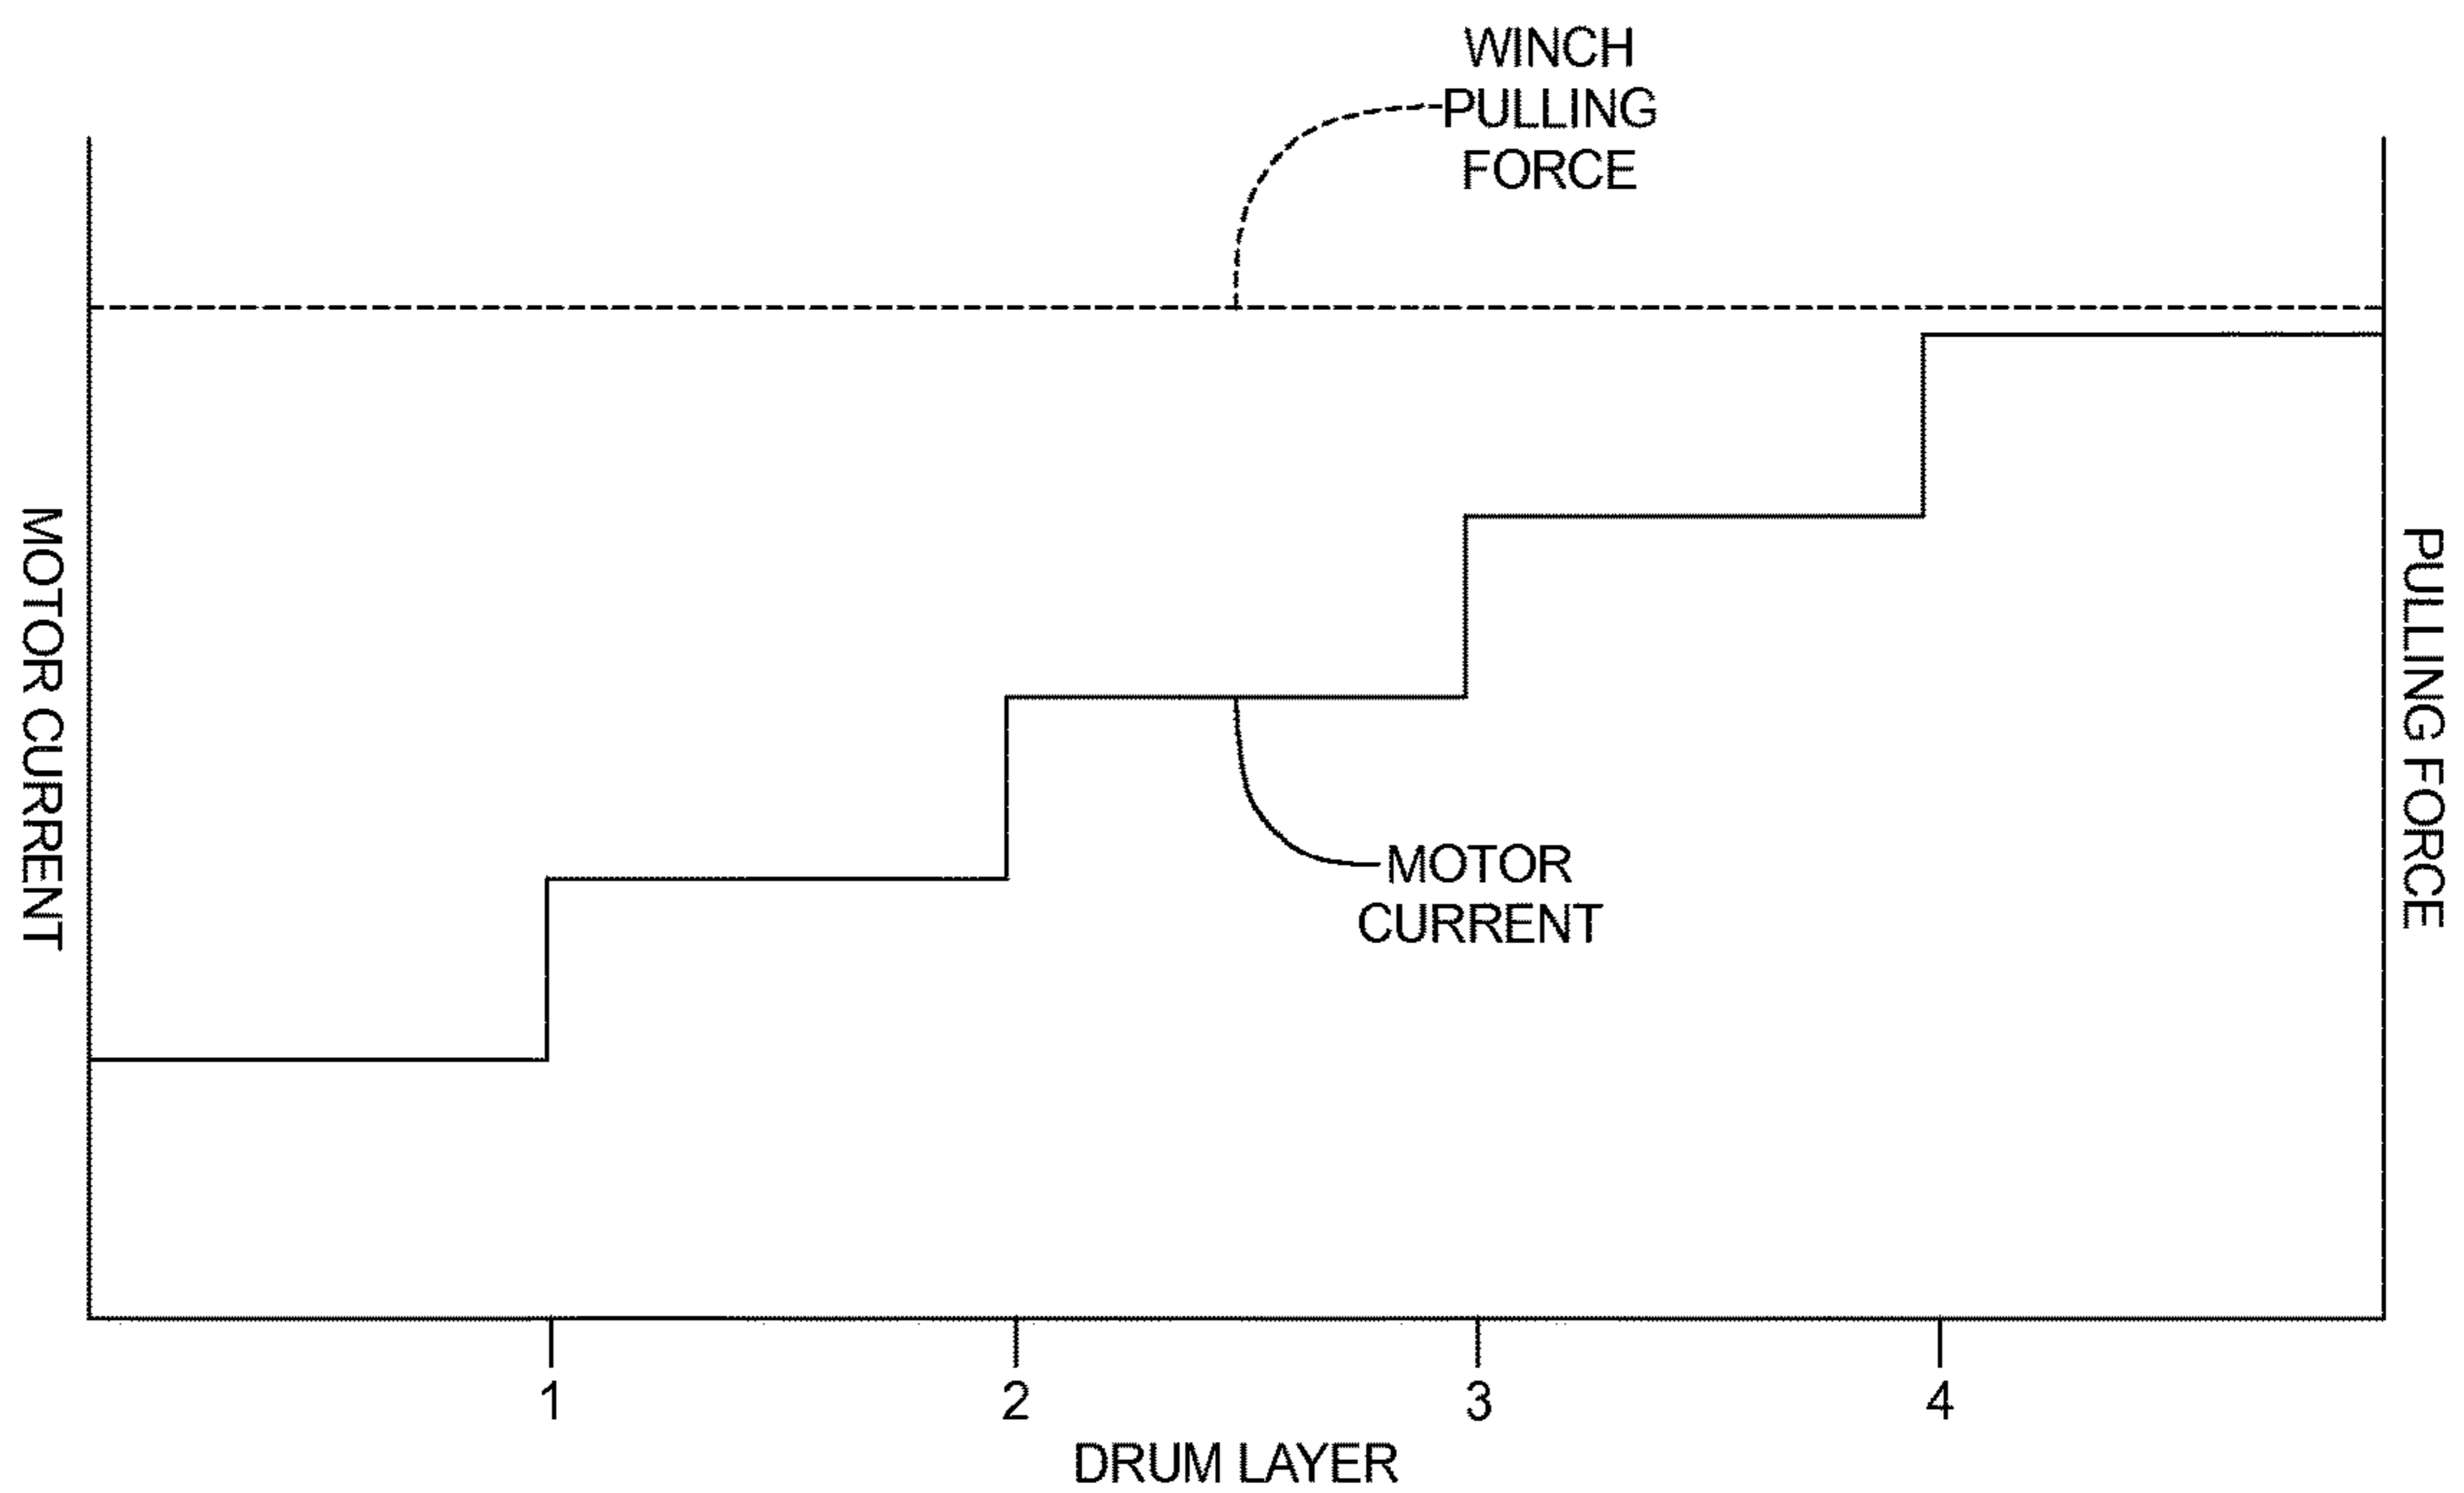 WINCH
PULLING
FORCE
MOTOR CURRENT
PULLING FORCE
MOTOR
CURRENT
1 2 3 4
DRUM LAYER